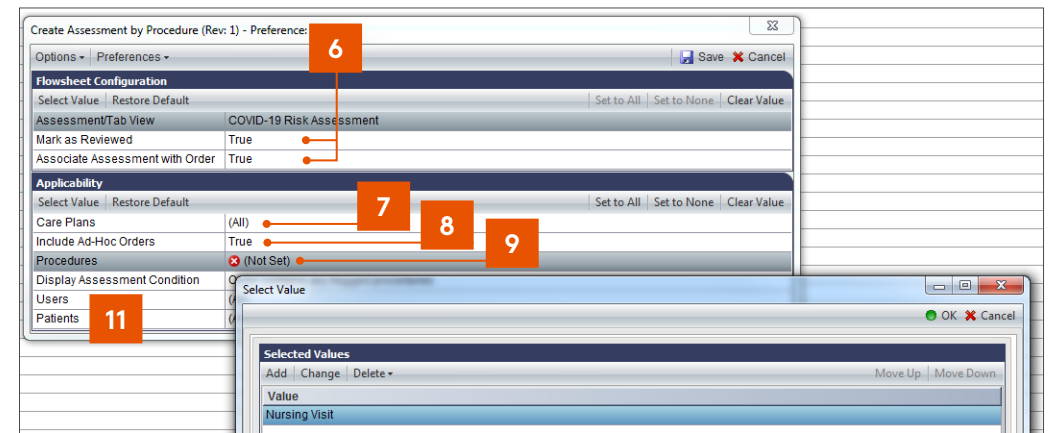 Create Assessment by Procedure (Rev: 1) - Preference:
6
Options Preferences Save Cancel
Flowsheet Configuration
Select Value Restore Default Set to All Set to None Clear Value
Assessment/Tab View COVID-19 Risk Assessment
Mark as Reviewed True
Associate Assessment with Order True
Applicability
Select Value Restore Default Set to All Set to None Clear Value
7
Care Plans (All)
8
Include Ad-Hoc Orders True
9
Procedures (Not Set)
Display Assessment Condition
Users
Patients
11
Select Value
OK Cancel
Selected Values
Add Change Delete Move Up Move Down
Value
Nursing Visit